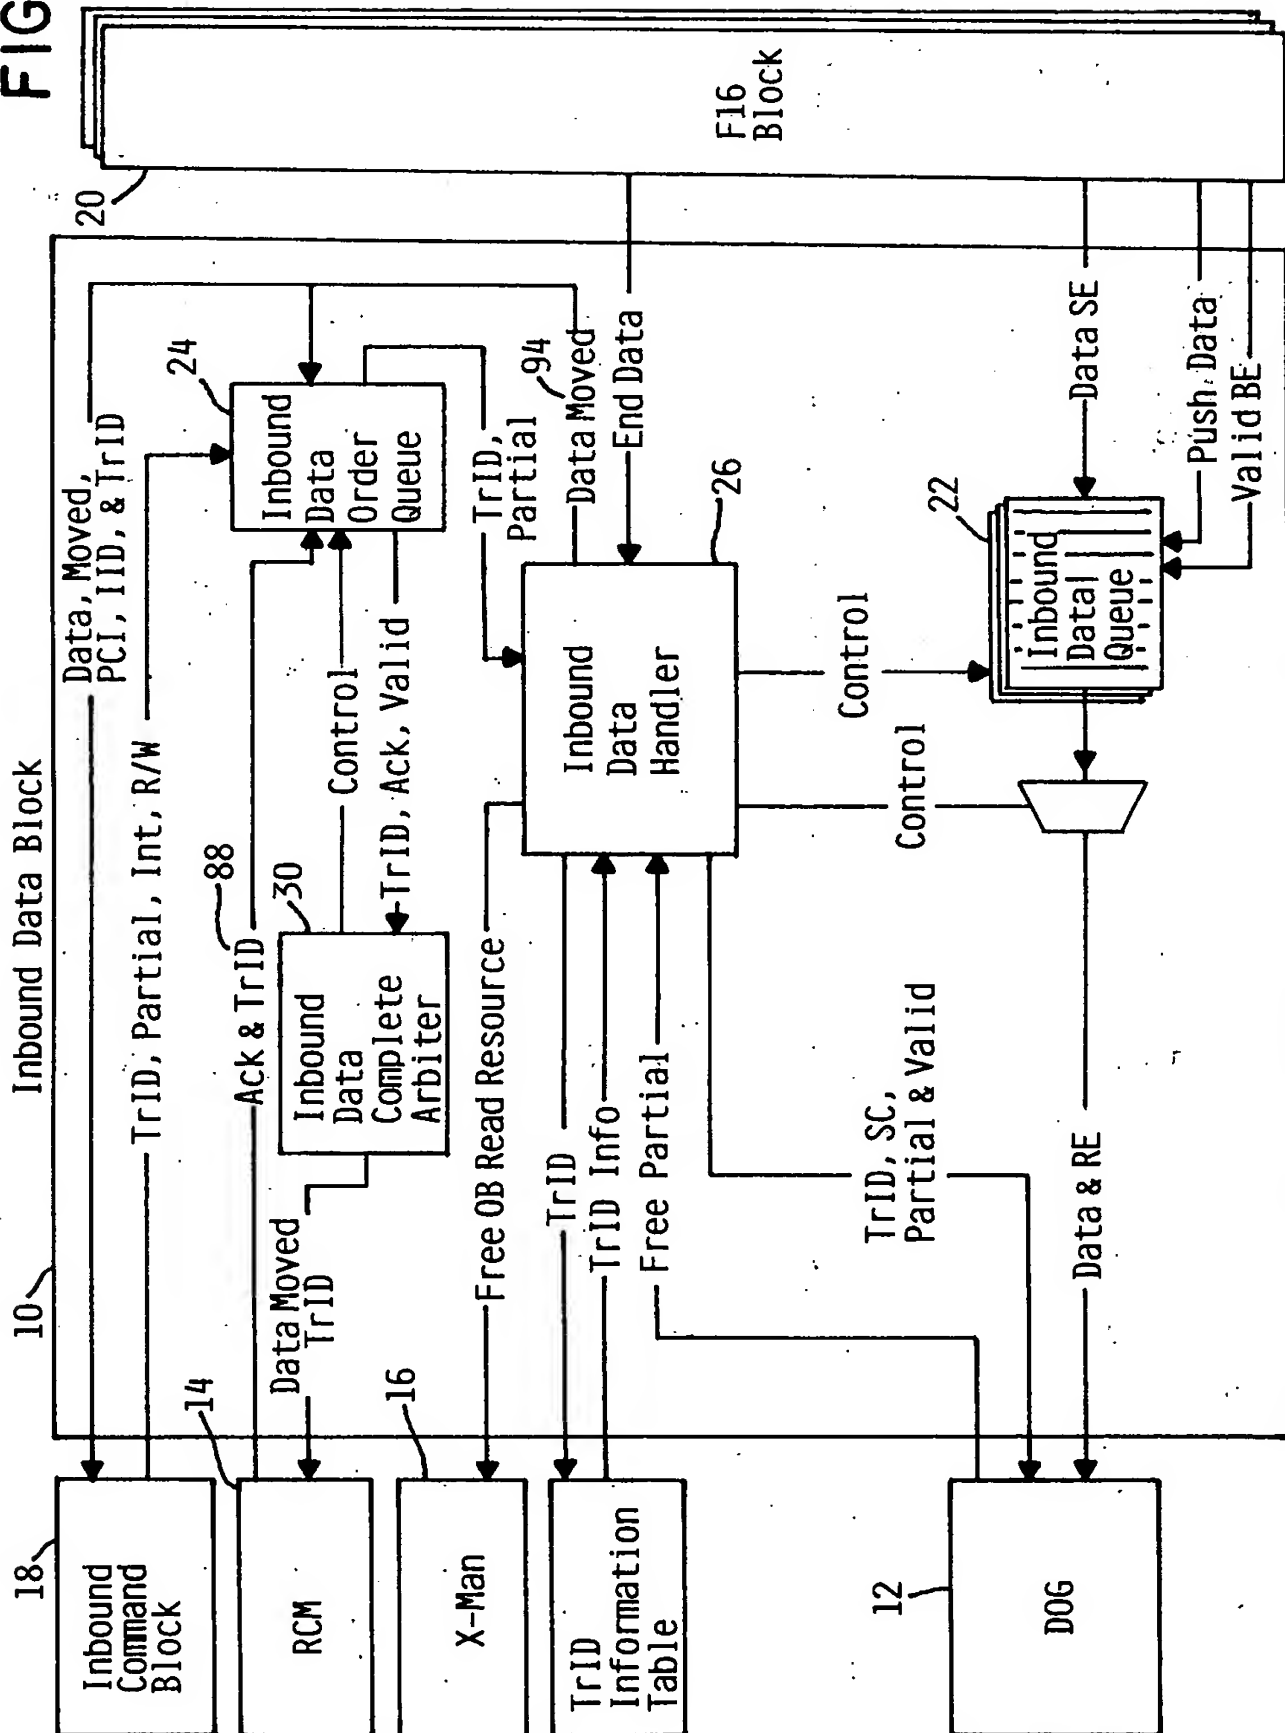 FIG
Inbound Data Block
10
20
F16
Block
18
Inbound
Command
Block
Data, Moved,
PCI, IID, & TrID
TrID, Partial, Int, R/W
24
Inbound
Data
Order
Queue
88
Ack & TrID
14
RCM
30
Inbound
Data
Complete
Arbiter
Control
TrID, Ack, Valid
Data Moved
TrID
TrID,
Partial
94
Data Moved
End Data
16
X-Man
Free OB Read Resource
26
Inbound
Data
Handler
TrID
Information
Table
TrID
TrID Info
Free Partial
Control
Control
22
Inbound
Data
Queue
Data SE
Push Data
Valid BE
TrID, SC,
Partial & Valid
12
DOG
Data & RE